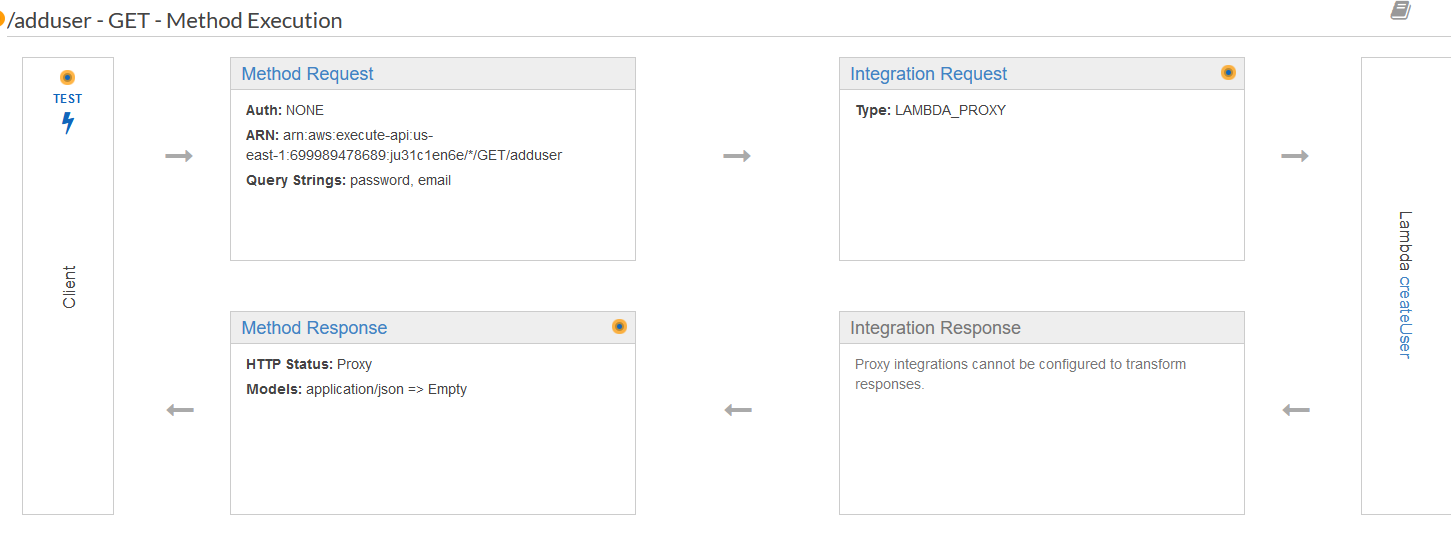 /adduser - GET - Method Execution
TEST
Client
Method Request
Auth: NONE
ARN: arn:aws:execute-api:us-
east-1:699989478689:ju31c1en6e/*/GET/adduser
Query Strings: password, email
Integration Request
Type: LAMBDA_PROXY
Method Response
HTTP Status: Proxy
Models: application/json => Empty
Integration Response
Proxy integrations cannot be configured to transform
responses.
Lambda createUser